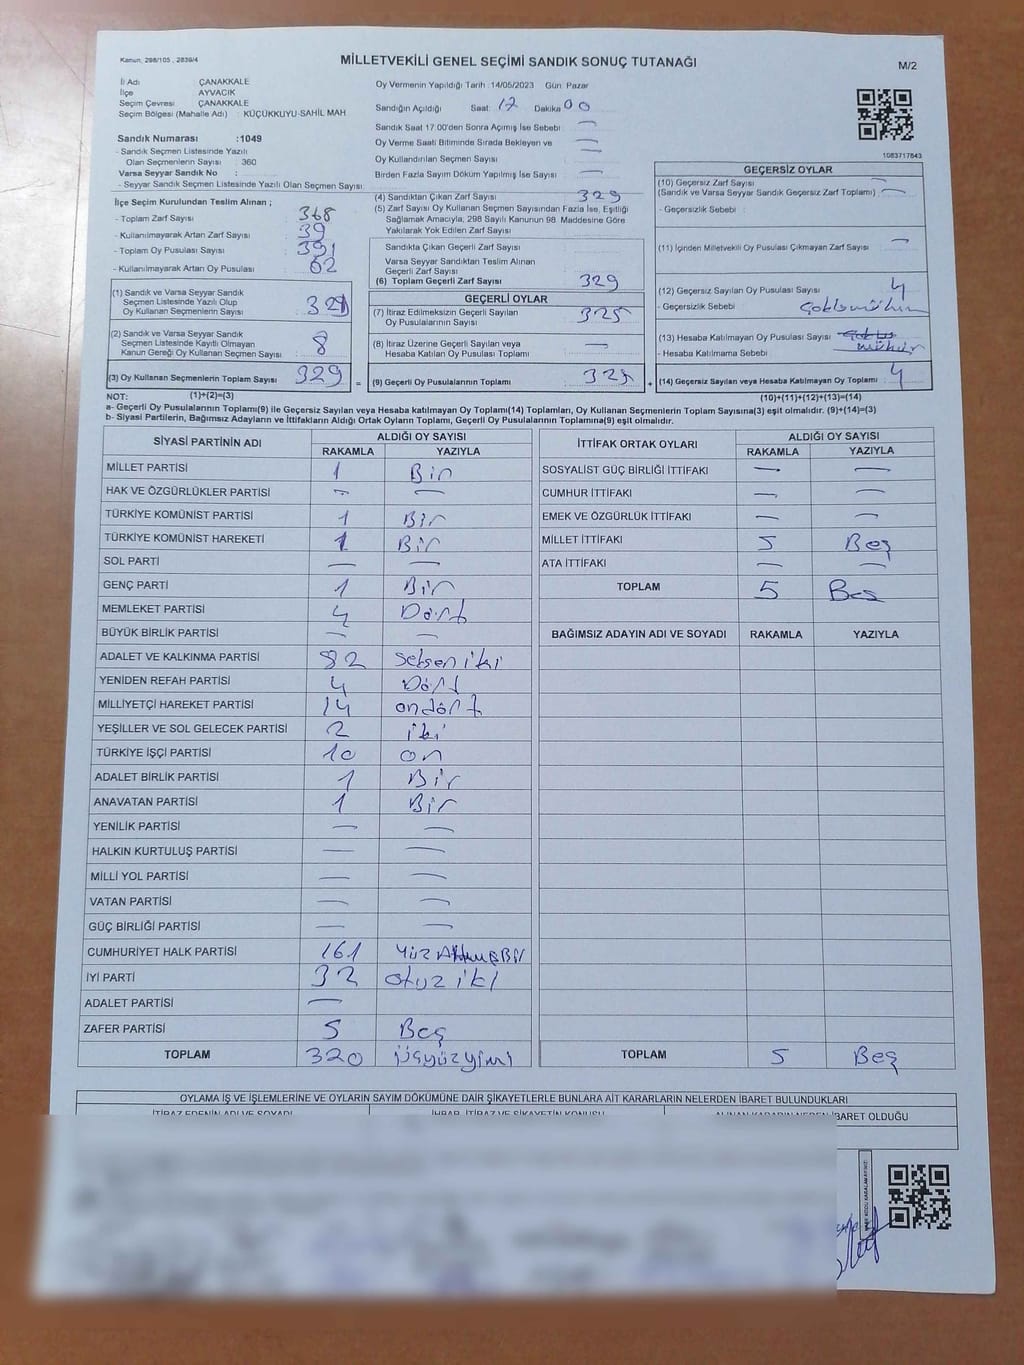 Kanun, 298/105 , 2839/4
MİLLETVEKİLİ GENEL SEÇİMİ SANDIK SONUÇ TUTANAĞI
M/2
İl Adı ÇANAKKALE
İlçe AYVACIK
Seçim Çevresi ÇANAKKALE
Seçim Bölgesi (Mahalle Adı) : KÜÇÜKKUYU-SAHİL MAH
Sandık Numarası :1049
- Sandık Seçmen Listesinde Yazılı
Olan Seçmenlerin Sayısı : 360
Varsa Seyyar Sandık No :
- Seyyar Sandık Seçmen Listesinde Yazılı Olan Seçmen Sayısı
İlçe Seçim Kurulundan Teslim Alınan ;
- Toplam Zarf Sayısı : 368
- Kullanılmayarak Artan Zarf Sayısı : 39
- Toplam Oy Pusulası Sayısı : 391
- Kullanılmayarak Artan Oy Pusulası : 62
(1) Sandık ve Varsa Seyyar Sandık
Seçmen Listesinde Yazılı Olup
Oy Kullanan Seçmenlerin Sayısı 321
(2) Sandık ve Varsa Seyyar Sandık
Seçmen Listesinde Kayıtlı Olmayan
Kanun Gereği Oy Kullanan Seçmen Sayısı 8
(3) Oy Kullanan Seçmenlerin Toplam Sayısı 329 =
(1)+(2)=(3)
Oy Vermenin Yapıldığı Tarih :14/05/2023 Gün: Pazar
Sandığın Açıldığı Saat: 17 Dakika 00
Sandık Saat 17.00'den Sonra Açılmış İse Sebebi : —
Oy Verme Saati Bitiminde Sırada Bekleyen ve —
Oy Kullandırılan Seçmen Sayısı : —
Birden Fazla Sayım Döküm Yapılmış İse Sayısı : —
(4) Sandıktan Çıkan Zarf Sayısı 329
(5) Zarf Sayısı Oy Kullanan Seçmen Sayısından Fazla İse, Eşitliği
Sağlamak Amacıyla, 298 Sayılı Kanunun 98. Maddesine Göre
Yakılarak Yok Edilen Zarf Sayısı
Sandıkta Çıkan Geçerli Zarf Sayısı
Varsa Seyyar Sandıktan Teslim Alınan
Geçerli Zarf Sayısı
(6) Toplam Geçerli Zarf Sayısı 329
GEÇERLİ OYLAR
(7) İtiraz Edilmeksizin Geçerli Sayılan
Oy Pusulalarının Sayısı 325
(8) İtiraz Üzerine Geçerli Sayılan veya
Hesaba Katılan Oy Pusulası Toplamı —
(9) Geçerli Oy Pusulalarının Toplamı 325 +
1083717843
GEÇERSİZ OYLAR
(10) Geçersiz Zarf Sayısı —
(Sandık ve Varsa Seyyar Sandık Geçersiz Zarf Toplamı) —
- Geçersizlik Sebebi :
(11) İçinden Milletvekili Oy Pusulası Çıkmayan Zarf Sayısı —
(12) Geçersiz Sayılan Oy Pusulası Sayısı 4
- Geçersizlik Sebebi
(13) Hesaba Katılmayan Oy Pusulası Sayısı
- Hesaba Katılmama Sebebi mühür
(14) Geçersiz Sayılan veya Hesaba Katılmayan Oy Toplamı : 4
(10)+(11)+(12)+(13)=(14)
NOT:
a- Geçerli Oy Pusulalarının Toplamı(9) ile Geçersiz Sayılan veya Hesaba katılmayan Oy Toplamı(14) Toplamları, Oy Kullanan Seçmenlerin Toplam Sayısına(3) eşit olmalıdır. (9)+(14)=(3)
b- Siyasi Partilerin, Bağımsız Adayların ve İttifakların Aldığı Ortak Oyların Toplamı, Geçerli Oy Pusulalarının Toplamına(9) eşit olmalıdır.
SİYASİ PARTİNİN ADI ALDIĞI OY SAYISI
RAKAMLA YAZIYLA
MİLLET PARTİSİ 1 Bir
HAK VE ÖZGÜRLÜKLER PARTİSİ — —
TÜRKİYE KOMÜNİST PARTİSİ 1 Bir
TÜRKİYE KOMÜNİST HAREKETİ 1 Bir
SOL PARTİ — —
GENÇ PARTİ 1 Bir
MEMLEKET PARTİSİ 4 Dört
BÜYÜK BİRLİK PARTİSİ — —
ADALET VE KALKINMA PARTİSİ 82 seksen iki
YENİDEN REFAH PARTİSİ 4 Dört
MİLLİYETÇİ HAREKET PARTİSİ 14 ondört
YEŞİLLER VE SOL GELECEK PARTİSİ 2 iki
TÜRKİYE İŞÇİ PARTİSİ 10 on
ADALET BİRLİK PARTİSİ 1 Bir
ANAVATAN PARTİSİ 1 Bir
YENİLİK PARTİSİ — —
HALKIN KURTULUŞ PARTİSİ — —
MİLLİ YOL PARTİSİ — —
VATAN PARTİSİ — —
GÜÇ BİRLİĞİ PARTİSİ — —
CUMHURİYET HALK PARTİSİ 161 Yüz Altmış Bir
İYİ PARTİ 32 otuz iki
ADALET PARTİSİ —
ZAFER PARTİSİ 5 Beş
TOPLAM 320 üçyüzyirmi
İTTİFAK ORTAK OYLARI ALDIĞI OY SAYISI
RAKAMLA YAZIYLA
SOSYALİST GÜÇ BİRLİĞİ İTTİFAKI — —
CUMHUR İTTİFAKI — —
EMEK VE ÖZGÜRLÜK İTTİFAKI — —
MİLLET İTTİFAKI 5 Beş
ATA İTTİFAKI — —
TOPLAM 5 Beş
BAĞIMSIZ ADAYIN ADI VE SOYADI RAKAMLA YAZIYLA
TOPLAM 5 Beş
OYLAMA İŞ VE İŞLEMLERİNE VE OYLARIN SAYIM DÖKÜMÜNE DAİR ŞİKAYETLERLE BUNLARA AİT KARARLARIN NELERDEN İBARET BULUNDUKLARI
İTİRAZ EDENİN ADI VE SOYADI İHBAR, İTİRAZ VE ŞİKAYETİN KONUSU ALINAN KARARIN NEDEN İBARET OLDUĞU